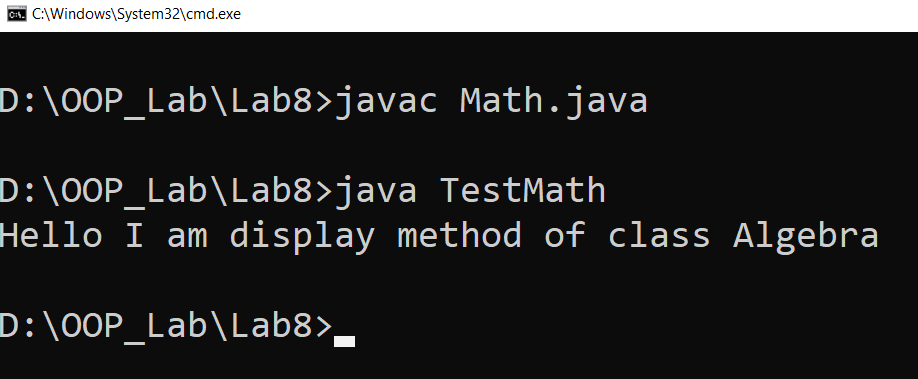 C:\Windows\System32\cmd.exe
D:\OOP_Lab\Lab8>javac Math.java
D:\OOP_Lab\Lab8>java TestMath
Hello I am display method of class Algebra
D:\OOP_Lab\Lab8>